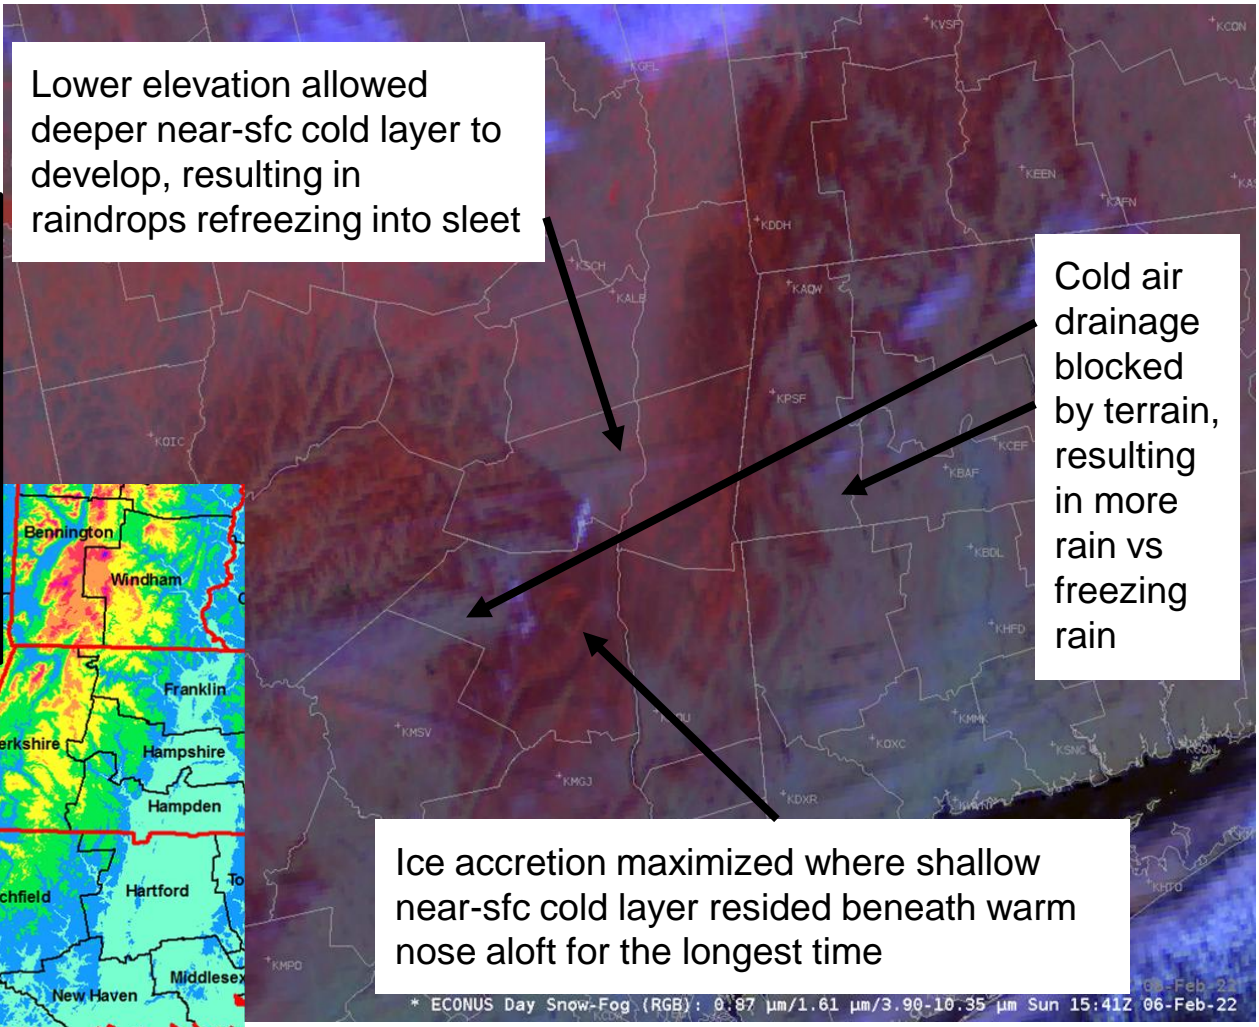 KVSF
KCON
KGFL
Lower elevation allowed
deeper near-sfc cold layer to
develop, resulting in
raindrops refreezing into sleet
KEEN
KAFN
KDDH
KSCH
KALB
KAQW
Cold air
drainage
blocked
by terrain,
resulting
in more
rain vs
freezing
rain
KPSF
KOIC
KCEF
KBAF
KBDL
KHFD
Bennington
Windham
Franklin
erkshire
Hampshire
Hampden
chfield
Hartford
To
New Haven
Middlesex
KMSV
KMMK
KOXC
KSNC
KGON
KMGJ
KDXR
KHTO
KMPO
Ice accretion maximized where shallow
near-sfc cold layer resided beneath warm
nose aloft for the longest time
* ECONUS Day Snow-Fog (RGB): 0.87 µm/1.61 µm/3.90-10.35 µm Sun 15:41Z 06-Feb-22